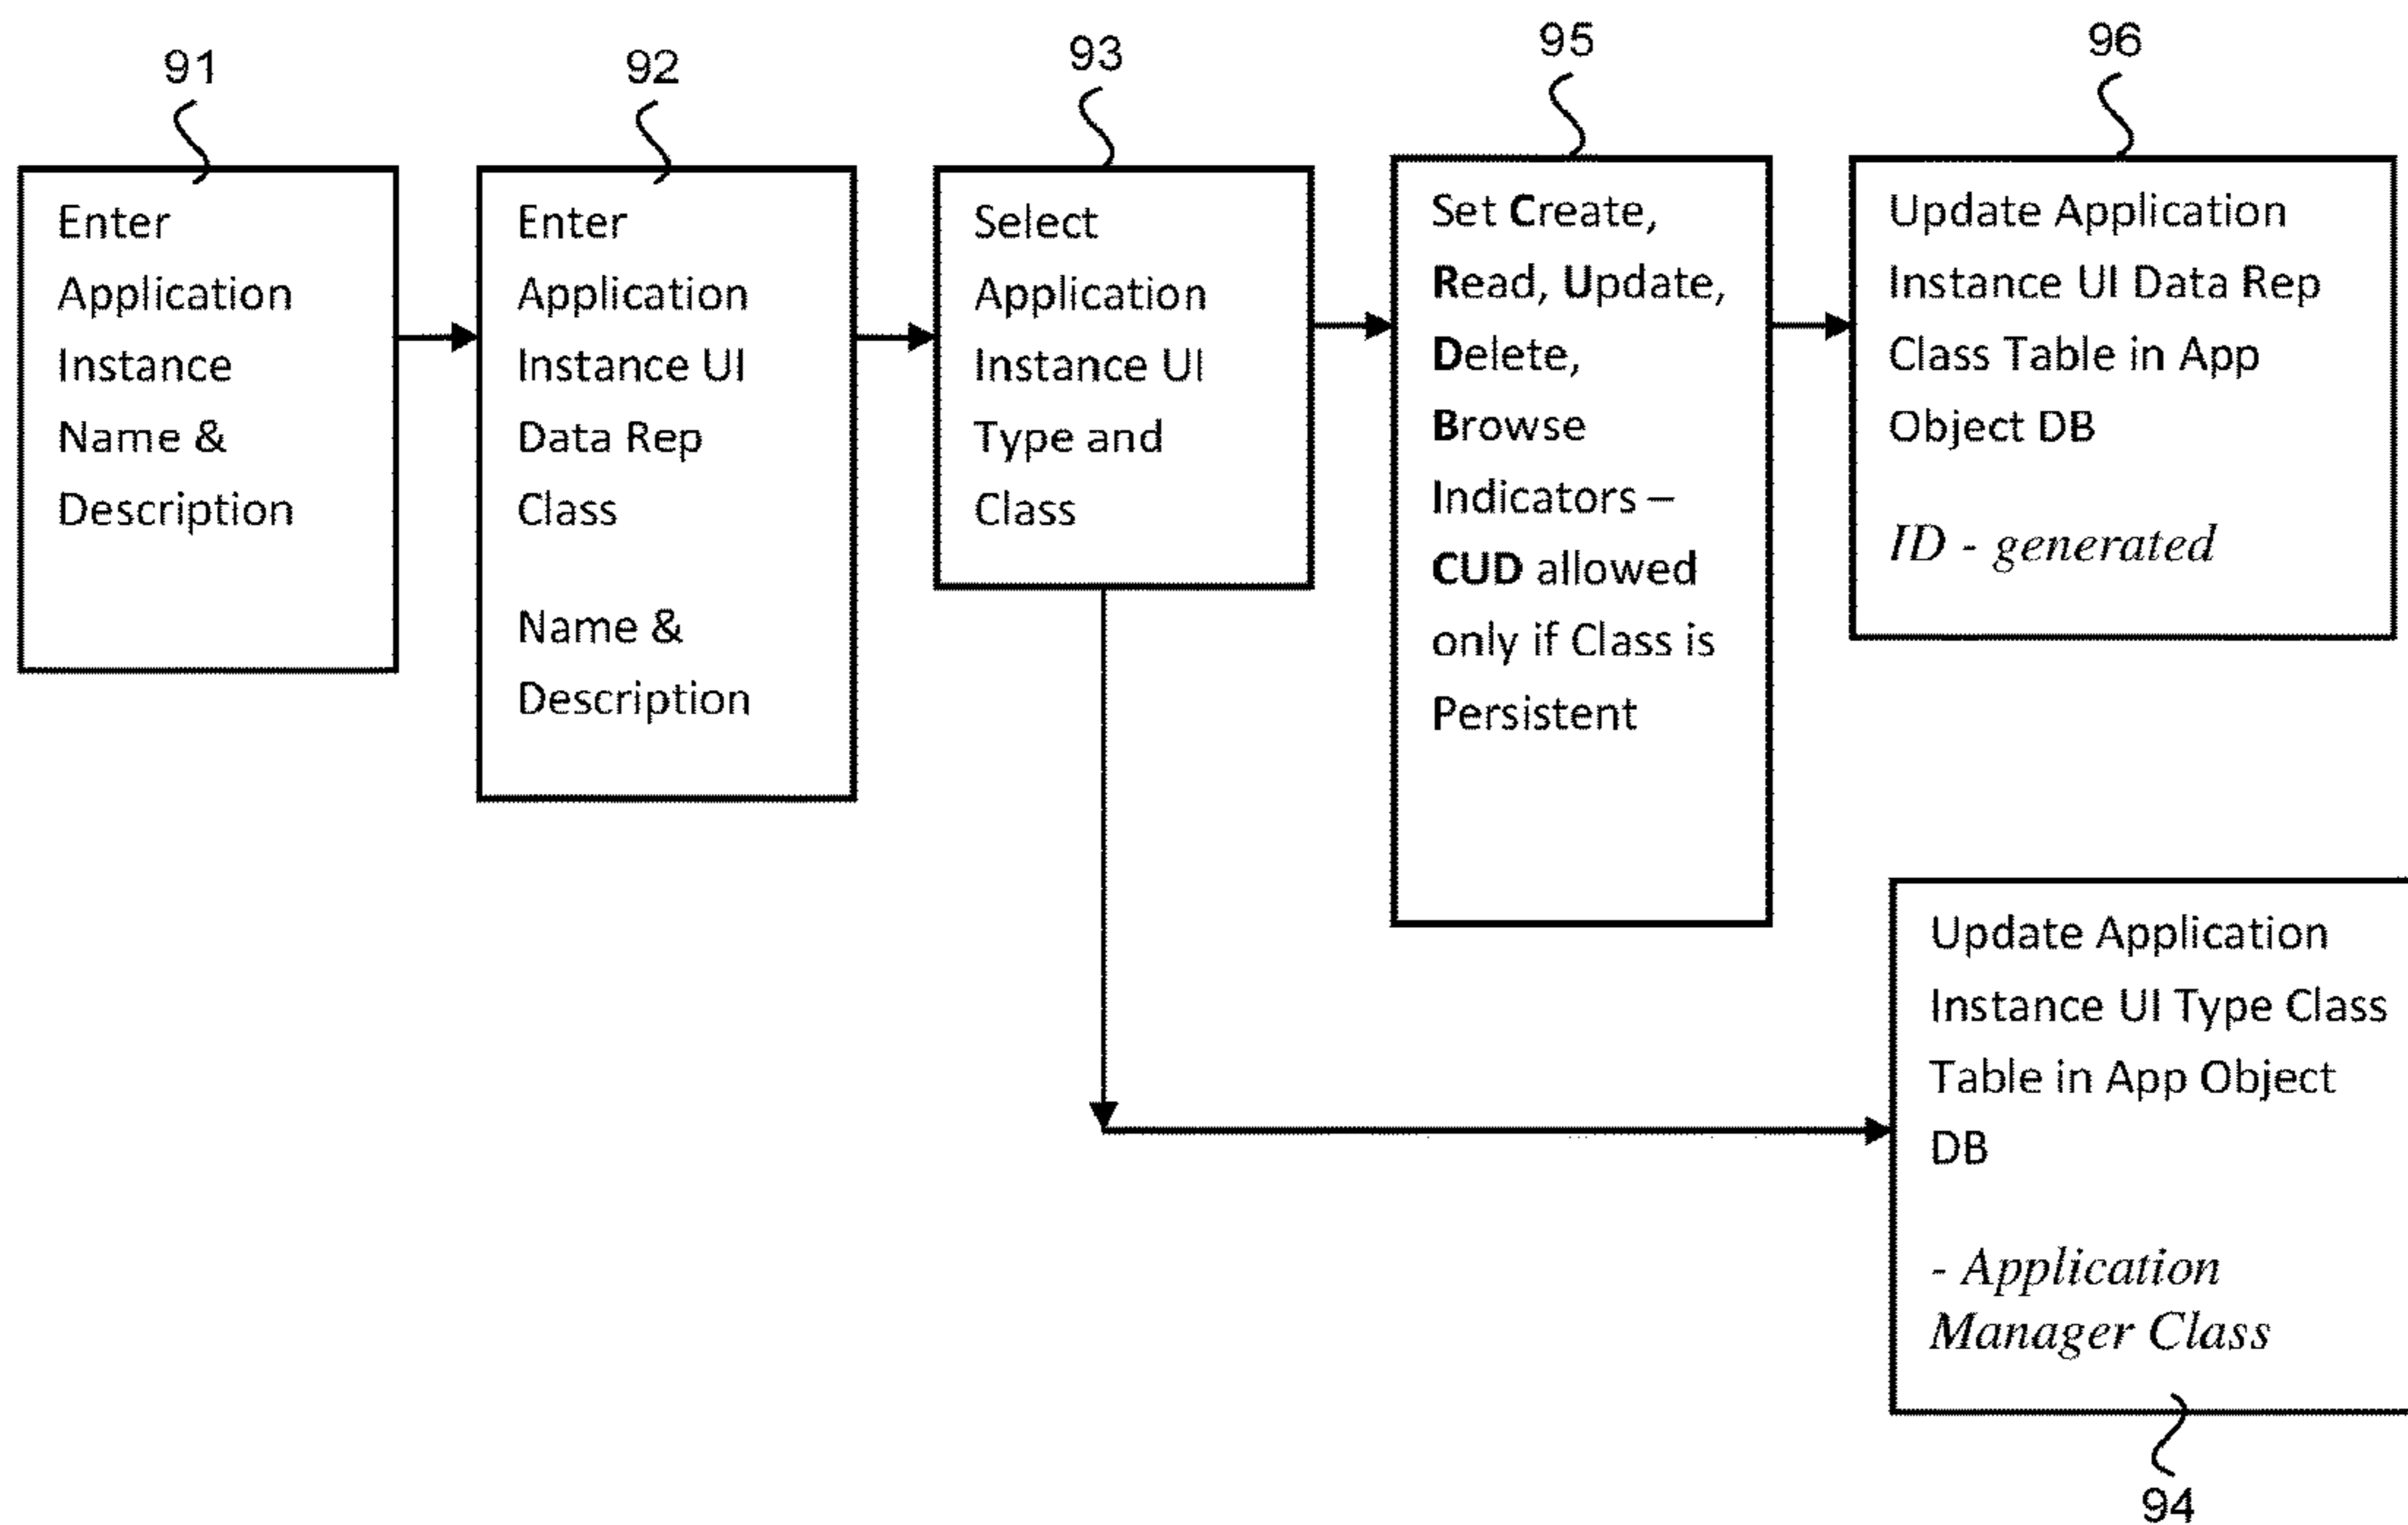 91
Enter
Application
Instance
Name &
Description
92
Enter
Application
Instance UI
Data Rep
Class
Name &
Description
93
Select
Application
Instance UI
Type and
Class
95
Set Create,
Read, Update,
Delete,
Browse
Indicators –
CUD allowed
only if Class is
Persistent
96
Update Application
Instance UI Data Rep
Class Table in App
Object DB
ID - generated
Update Application
Instance UI Type Class
Table in App Object
DB
- Application
Manager Class
94